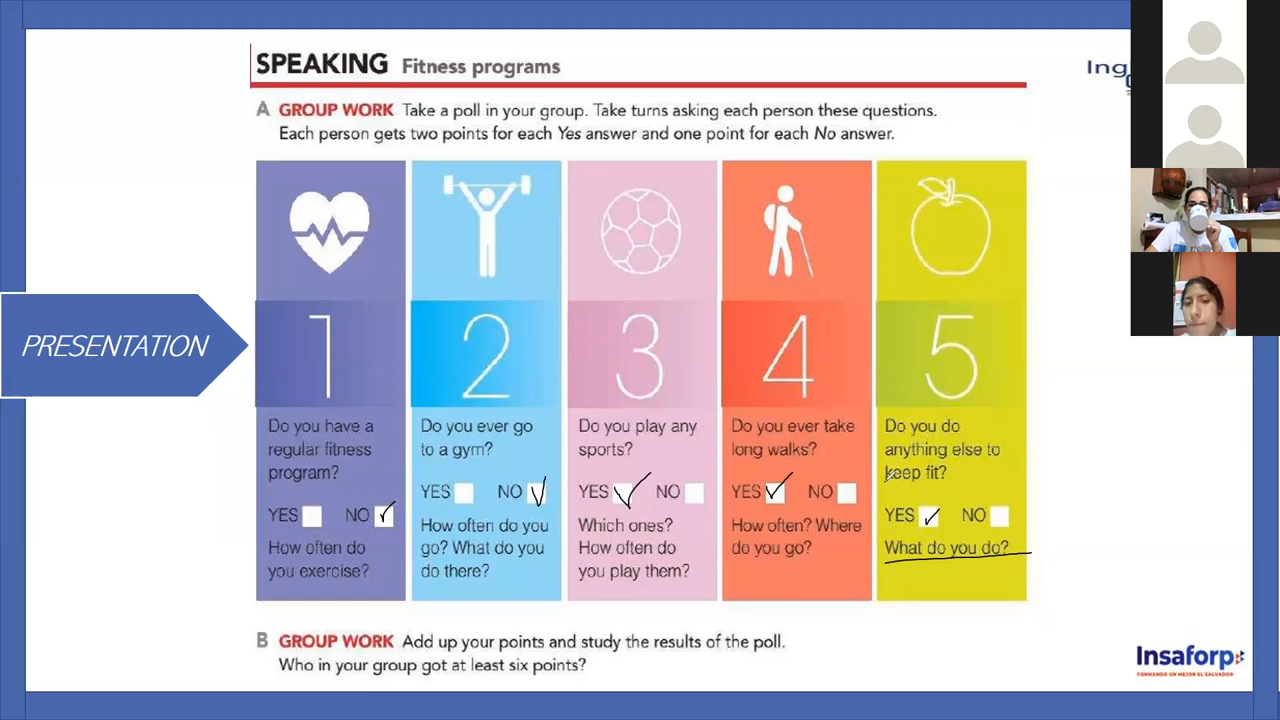 SPEAKING Fitness programs
Ing
A GROUP WORK Take a poll in your group. Take turns asking each person these questions.
Each person gets two points for each Yes answer and one point for each No answer.
PRESENTATION
1
Do you have a
regular fitness
program?
YES NO
How often do
you exercise?
2
Do you ever go
to a gym?
YES NO
How often do you
go? What do you
do there?
3
Do you play any
sports?
YES NO
Which ones?
How often do
you play them?
4
Do you ever take
long walks?
YES NO
How often? Where
do you go?
5
Do you do
anything else to
keep fit?
YES NO
What do you do?
B GROUP WORK Add up your points and study the results of the poll.
Who in your group got at least six points?
Insaforp
FORMANDO UN MEJOR EL SALVADOR